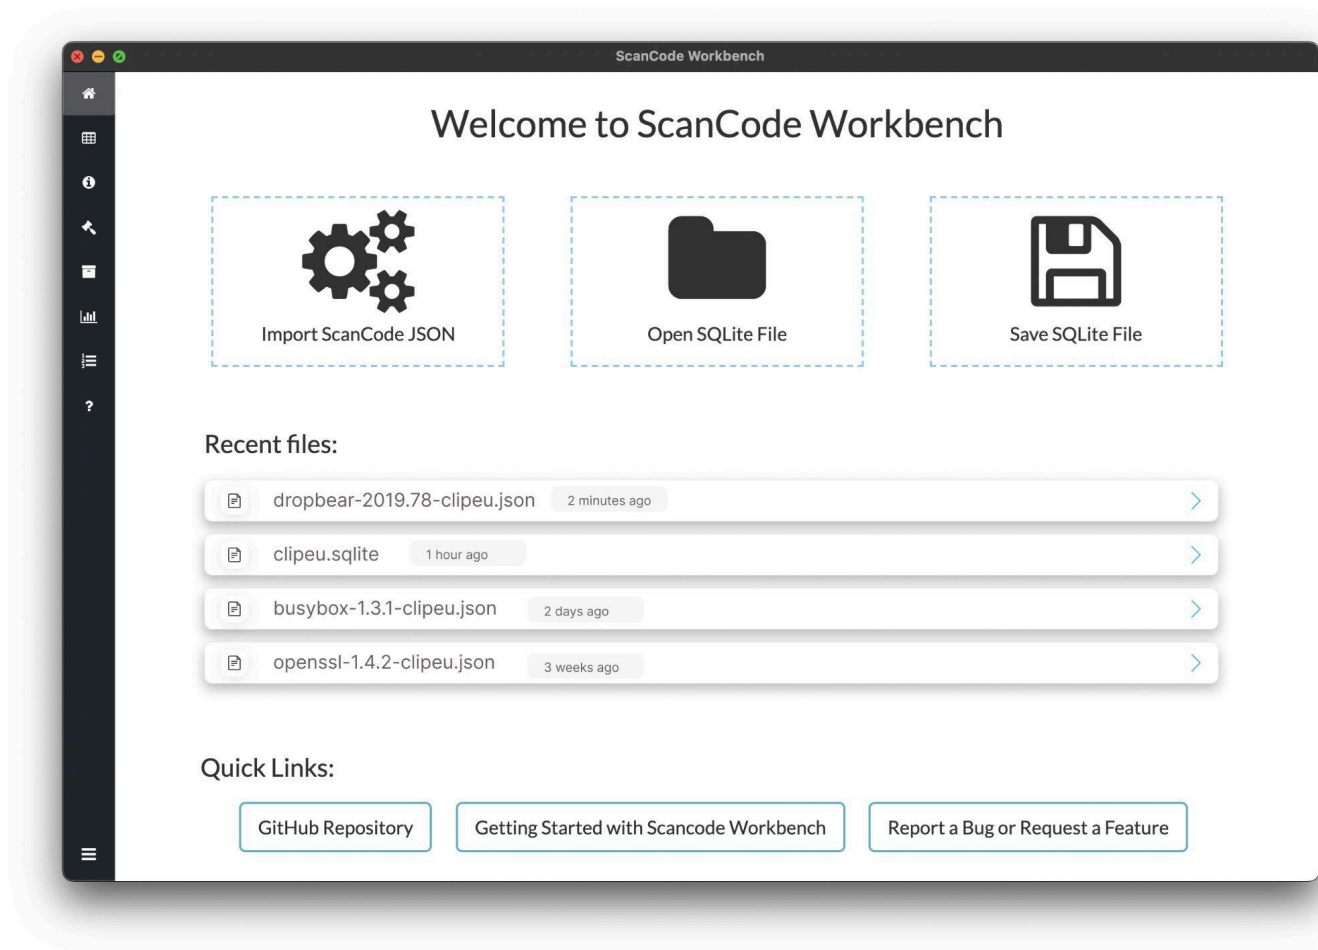 ScanCode Workbench
Welcome to ScanCode Workbench
Import ScanCode JSON
Open SQLite File
Save SQLite File
Recent files:
dropbear-2019.78-clipeu.json 2 minutes ago
clipeu.sqlite 1 hour ago
busybox-1.3.1-clipeu.json 2 days ago
openssl-1.4.2-clipeu.json 3 weeks ago
Quick Links:
GitHub Repository
Getting Started with Scancode Workbench
Report a Bug or Request a Feature